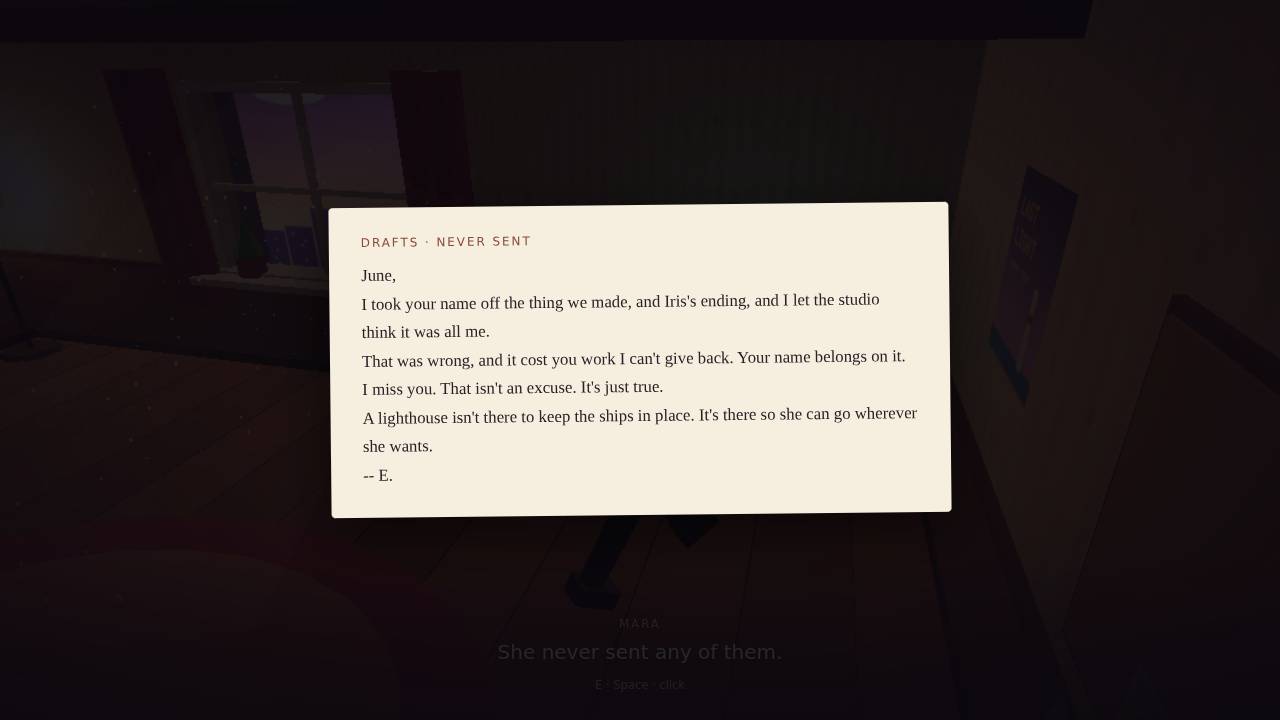 DRAFTS · NEVER SENT
June,
I took your name off the thing we made, and Iris's ending, and I let the studio
think it was all me.
That was wrong, and it cost you work I can't give back. Your name belongs on it.
I miss you. That isn't an excuse. It's just true.
A lighthouse isn't there to keep the ships in place. It's there so she can go wherever
she wants.
-- E.
MARA
She never sent any of them.
E · Space · click